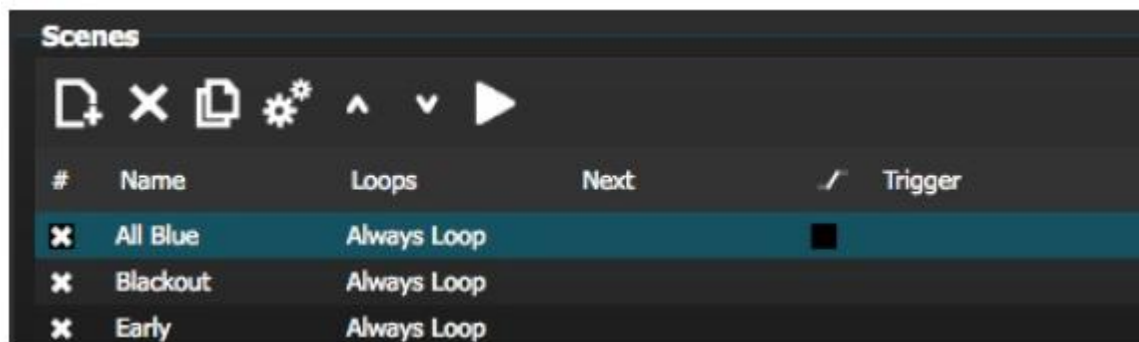 Scenes
# Name Loops Next Trigger
All Blue Always Loop
Blackout Always Loop
Early Always Loop